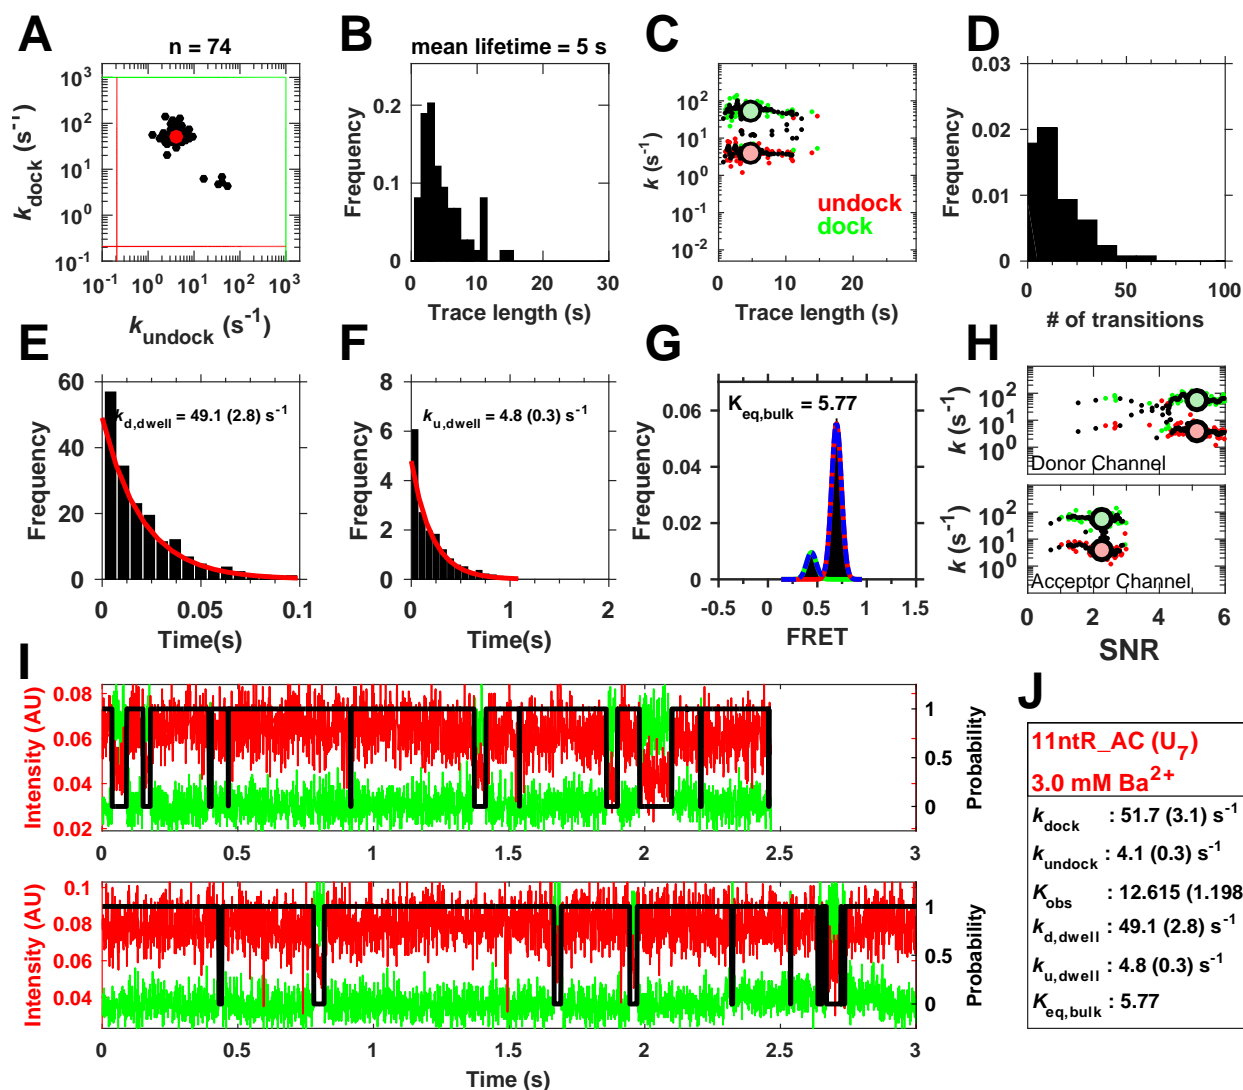 A
n = 74
k_dock (s⁻¹)
10³
10²
10¹
10⁰
10⁻¹
10⁻¹ 10⁰ 10¹ 10² 10³
k_undock (s⁻¹)
B
mean lifetime = 5 s
Frequency
0.2
0.1
0
0 10 20 30
Trace length (s)
C
k (s⁻¹)
10²
10¹
10⁰
10⁻¹
10⁻²
undock
dock
0 10 20
Trace length (s)
D
Frequency
0.03
0.02
0.01
0
0 50 100
# of transitions
E
Frequency
60
40
20
0
k_d,dwell = 49.1 (2.8) s⁻¹
0 0.05 0.1
Time(s)
F
Frequency
8
6
4
2
0
k_u,dwell = 4.8 (0.3) s⁻¹
0 1 2
Time(s)
G
Frequency
0.06
0.04
0.02
0
K_eq,bulk = 5.77
-0.5 0 0.5 1 1.5
FRET
H
k (s⁻¹)
10²
10¹
10⁰
Donor Channel
k (s⁻¹)
10²
10¹
10⁰
Acceptor Channel
0 2 4 6
SNR
I
Intensity (AU)
0.08
0.06
0.04
0.02
1
0.5
0
Probability
0 0.5 1 1.5 2 2.5 3
Intensity (AU)
0.1
0.08
0.06
0.04
1
0.5
0
Probability
0 0.5 1 1.5 2 2.5 3
Time (s)
J
11ntR_AC (U₇)
3.0 mM Ba²⁺
k_dock : 51.7 (3.1) s⁻¹
k_undock : 4.1 (0.3) s⁻¹
K_obs : 12.615 (1.198
k_d,dwell : 49.1 (2.8) s⁻¹
k_u,dwell : 4.8 (0.3) s⁻¹
K_eq,bulk : 5.77